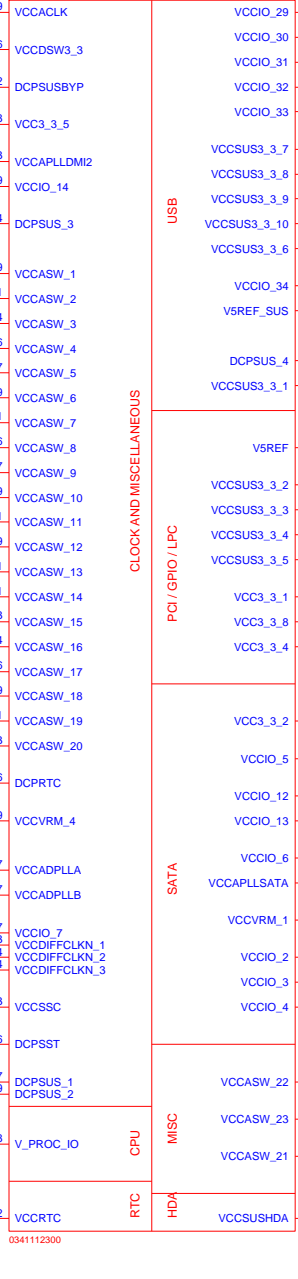 VCCACLK
VCCDSW3_3
DCPSUSBYP
VCC3_3_5
VCCAPLLDMI2
VCCIO_14
DCPSUS_3
VCCASW_1
VCCASW_2
VCCASW_3
VCCASW_4
VCCASW_5
VCCASW_6
VCCASW_7
VCCASW_8
VCCASW_9
VCCASW_10
VCCASW_11
VCCASW_12
VCCASW_13
VCCASW_14
VCCASW_15
VCCASW_16
VCCASW_17
VCCASW_18
VCCASW_19
VCCASW_20
DCPRTC
VCCVRM_4
VCCADPLLA
VCCADPLLB
VCCIO_7
VCCDIFFCLKN_1
VCCDIFFCLKN_2
VCCDIFFCLKN_3
VCCSSC
DCPSST
DCPSUS_1
DCPSUS_2
V_PROC_IO
VCCRTC
CLOCK AND MISCELLANEOUS
CPU
RTC
USB
PCI / GPIO / LPC
SATA
MISC
HDA
VCCIO_29
VCCIO_30
VCCIO_31
VCCIO_32
VCCIO_33
VCCSUS3_3_7
VCCSUS3_3_8
VCCSUS3_3_9
VCCSUS3_3_10
VCCSUS3_3_6
VCCIO_34
V5REF_SUS
DCPSUS_4
VCCSUS3_3_1
V5REF
VCCSUS3_3_2
VCCSUS3_3_3
VCCSUS3_3_4
VCCSUS3_3_5
VCC3_3_1
VCC3_3_8
VCC3_3_4
VCC3_3_2
VCCIO_5
VCCIO_12
VCCIO_13
VCCIO_6
VCCAPLLSATA
VCCVRM_1
VCCIO_2
VCCIO_3
VCCIO_4
VCCASW_22
VCCASW_23
VCCASW_21
VCCSUSHDA
0341112300